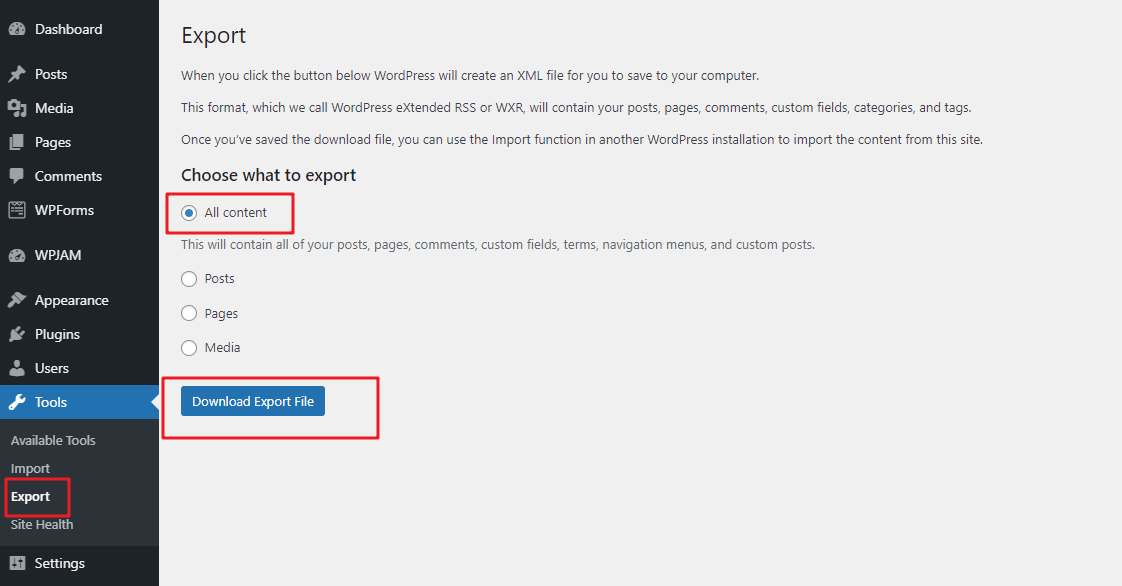 Dashboard
Posts
Media
Pages
Comments
WPForms
WPJAM
Appearance
Plugins
Users
Tools
Available Tools
Import
Export
Site Health
Settings
Export
When you click the button below WordPress will create an XML file for you to save to your computer.
This format, which we call WordPress eXtended RSS or WXR, will contain your posts, pages, comments, custom fields, categories, and tags.
Once you’ve saved the download file, you can use the Import function in another WordPress installation to import the content from this site.
Choose what to export
All content
This will contain all of your posts, pages, comments, custom fields, terms, navigation menus, and custom posts.
Posts
Pages
Media
Download Export File